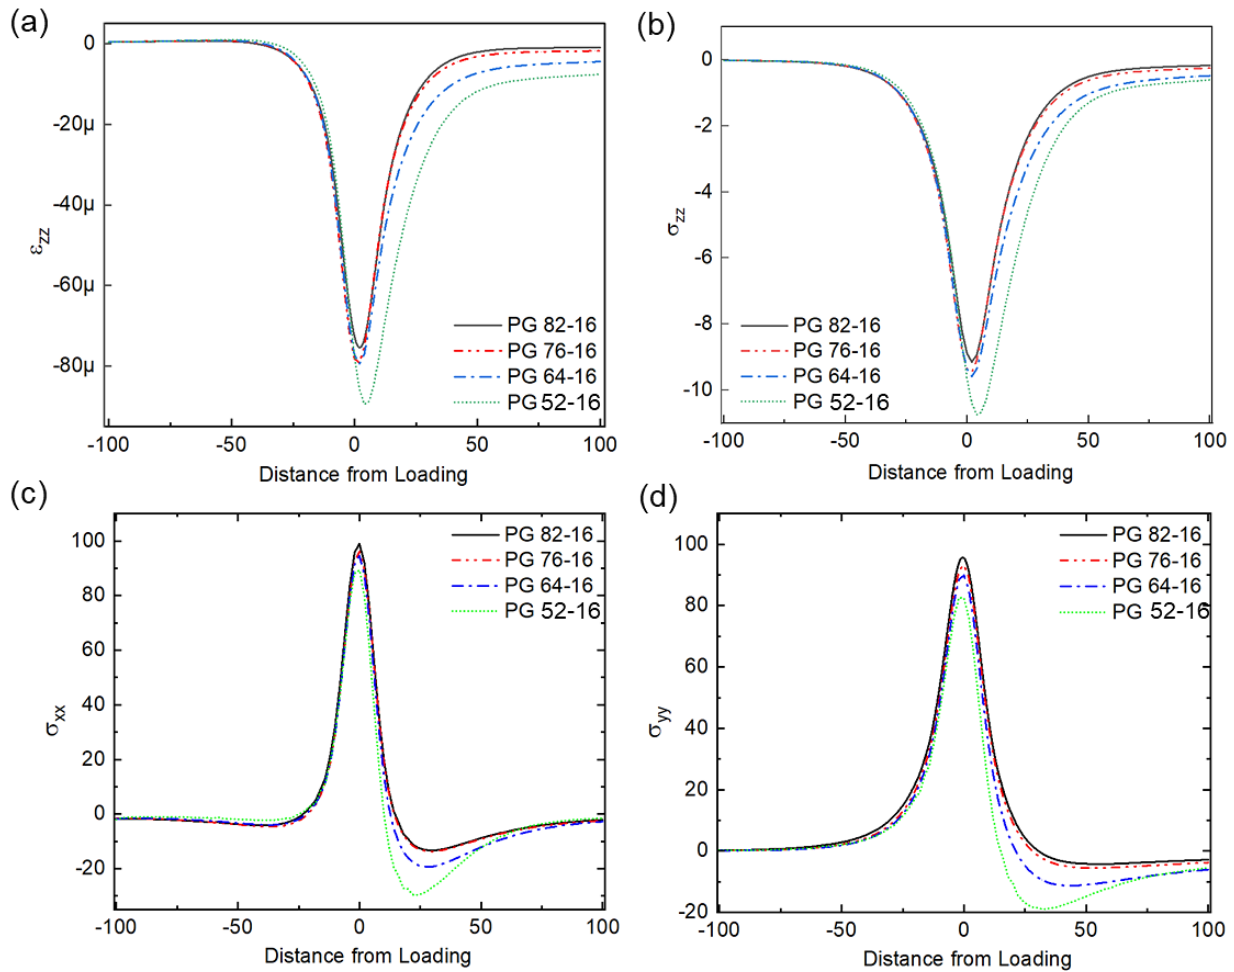 (a)
0
-20µ
-40µ
-60µ
-80µ
εzz
PG 82-16
PG 76-16
PG 64-16
PG 52-16
-100
-50
0
50
100
Distance from Loading
(b)
0
-2
-4
-6
-8
-10
σzz
PG 82-16
PG 76-16
PG 64-16
PG 52-16
-100
-50
0
50
100
Distance from Loading
(c)
100
80
60
40
20
0
-20
σxx
PG 82-16
PG 76-16
PG 64-16
PG 52-16
-100
-50
0
50
100
Distance from Loading
(d)
100
80
60
40
20
0
-20
σyy
PG 82-16
PG 76-16
PG 64-16
PG 52-16
-100
-50
0
50
100
Distance from Loading